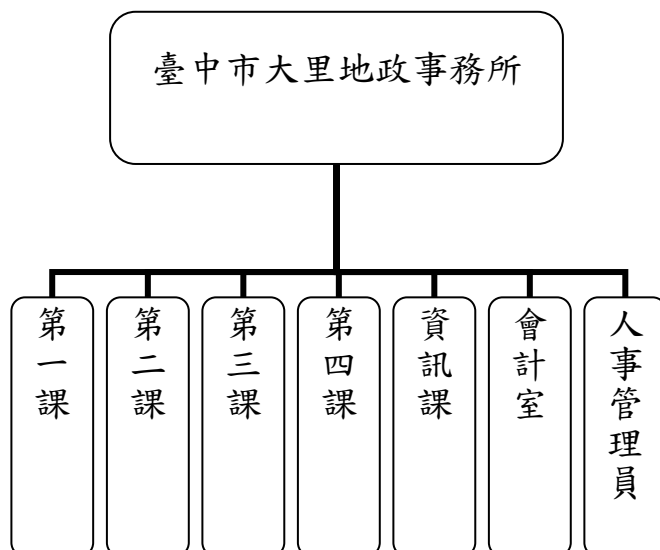 臺中市大里地政事務所
第一課
第二課
第三課
第四課
資訊課
會計室
人事管理員